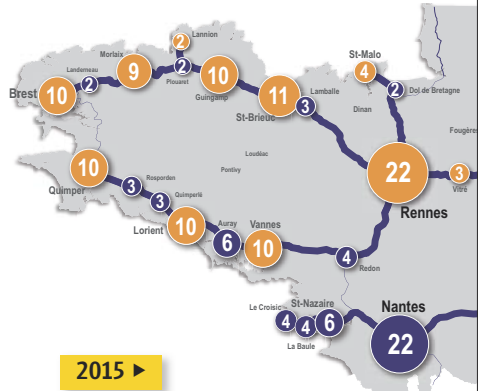 Lannion
2
St-Malo
4
Morlaix
9
Landerneau
2
Plouaret
2
10
Guingamp
Brest
10
11
St-Brieuc
Lamballe
3
2
Dol de Bretagne
Dinan
Fougères
Loudéac
Pontivy
10
Quimper
Rosporden
3
Quimperlé
3
22
Rennes
3
Vitré
10
Lorient
Auray
6
Vannes
10
4
Redon
Le Croisic
4
St-Nazaire
4
6
La Baule
Nantes
22
2015 ►